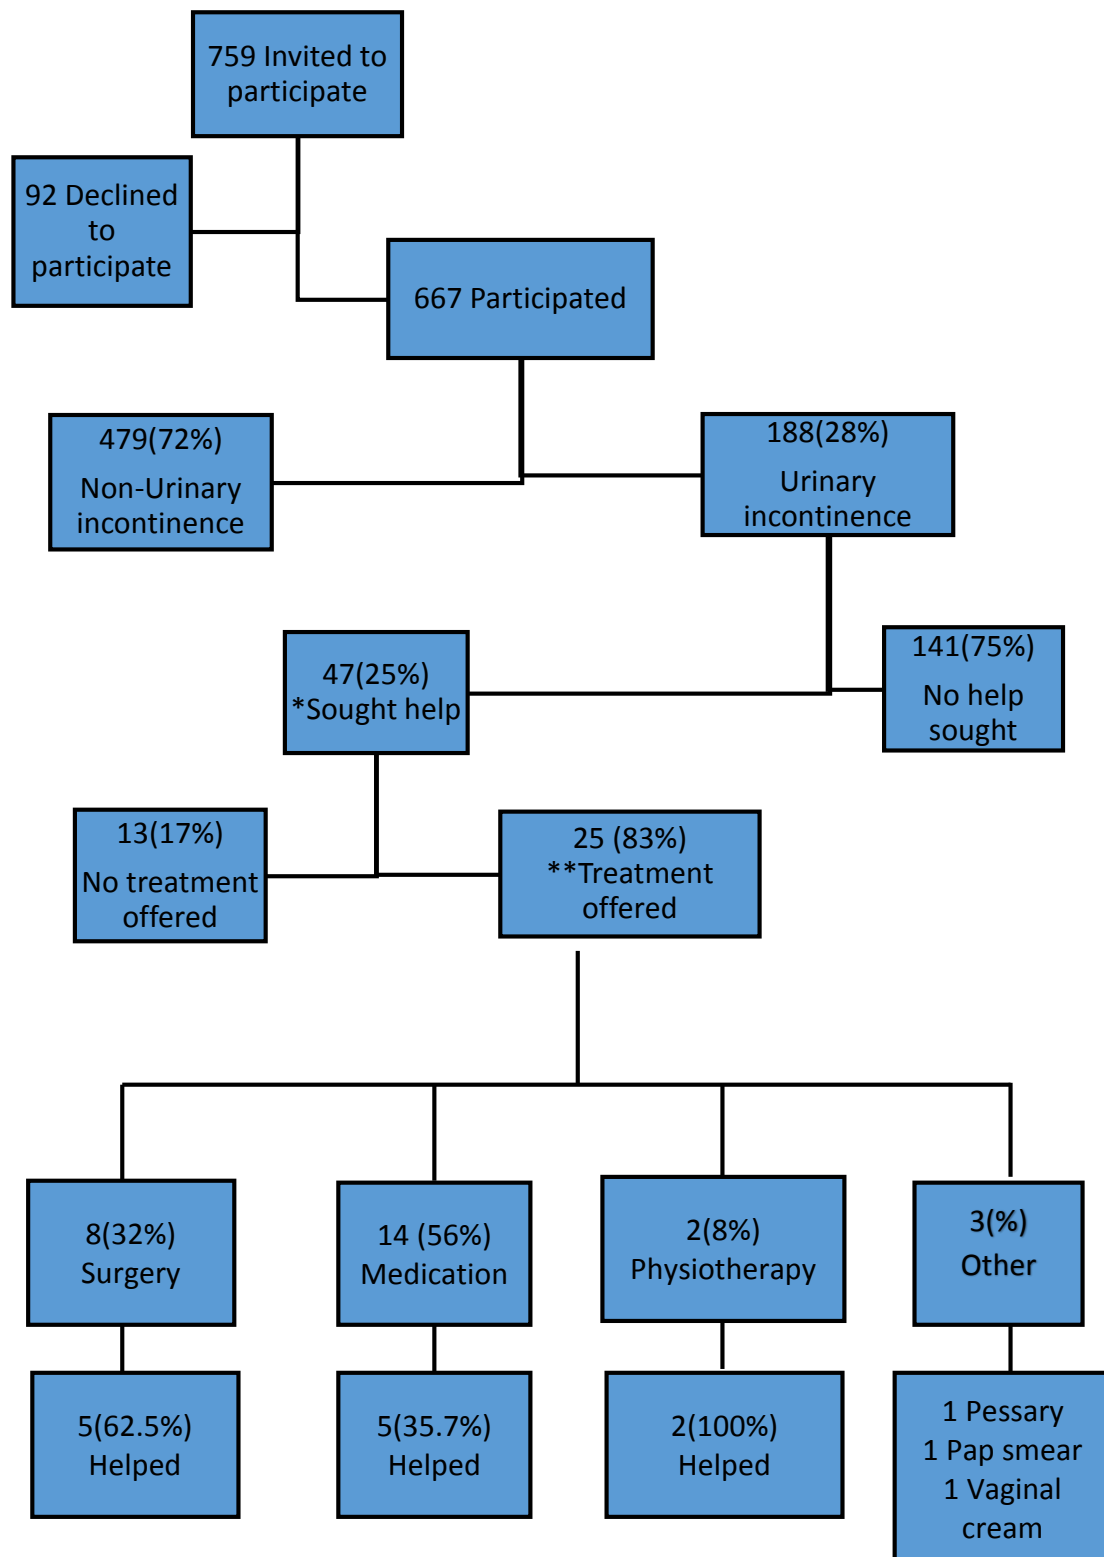 759 Invited to
participate
92 Declined
to
participate
667 Participated
479(72%)
Non-Urinary
incontinence
188(28%)
Urinary
incontinence
47(25%)
*Sought help
141(75%)
No help
sought
13(17%)
No treatment
offered
25 (83%)
**Treatment
offered
8(32%)
Surgery
14 (56%)
Medication
2(8%)
Physiotherapy
3(%)
Other
5(62.5%)
Helped
5(35.7%)
Helped
2(100%)
Helped
1 Pessary
1 Pap smear
1 Vaginal
cream